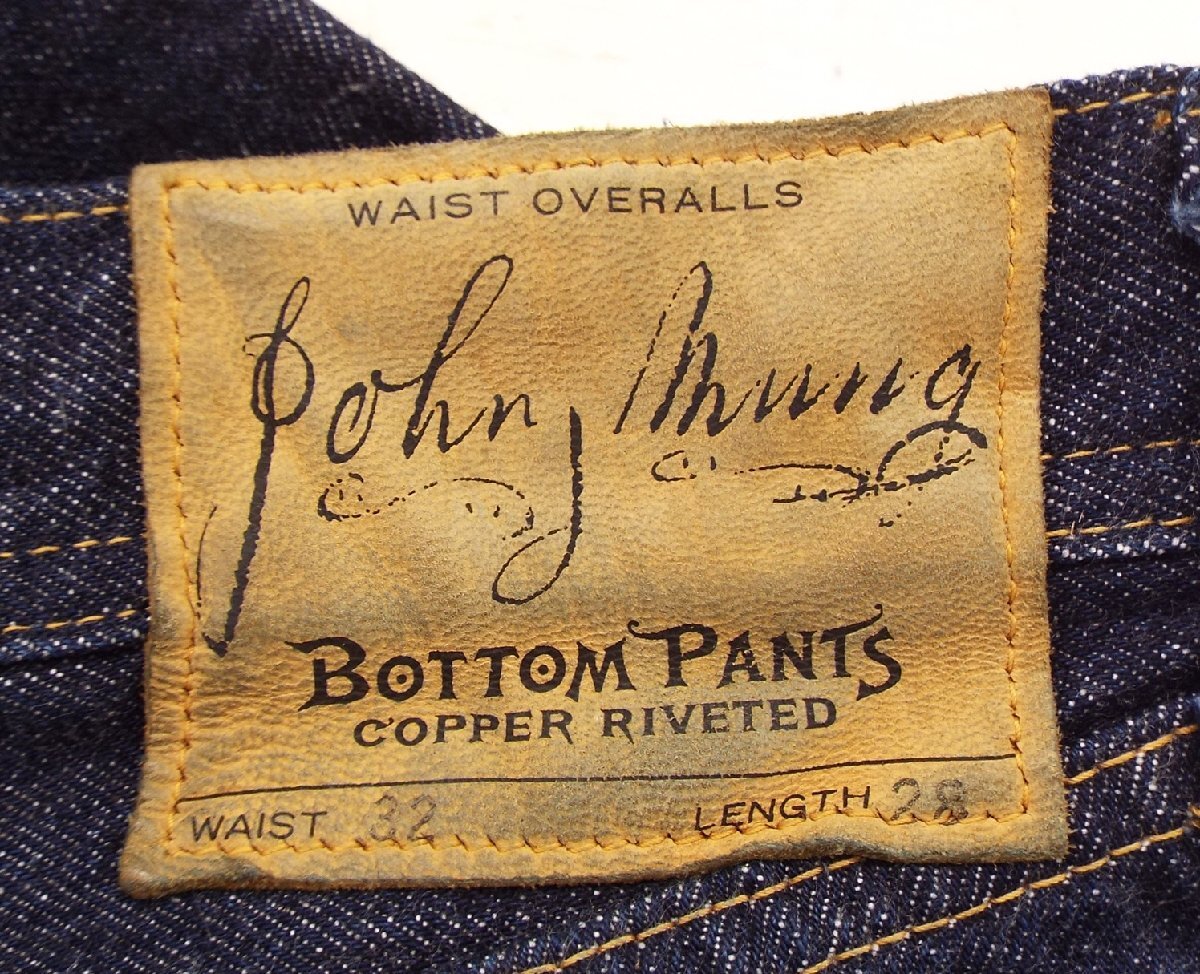 WAIST OVERALLS
John Mung
BOTTOM PANTS
COPPER RIVETED
WAIST 32 LENGTH 28